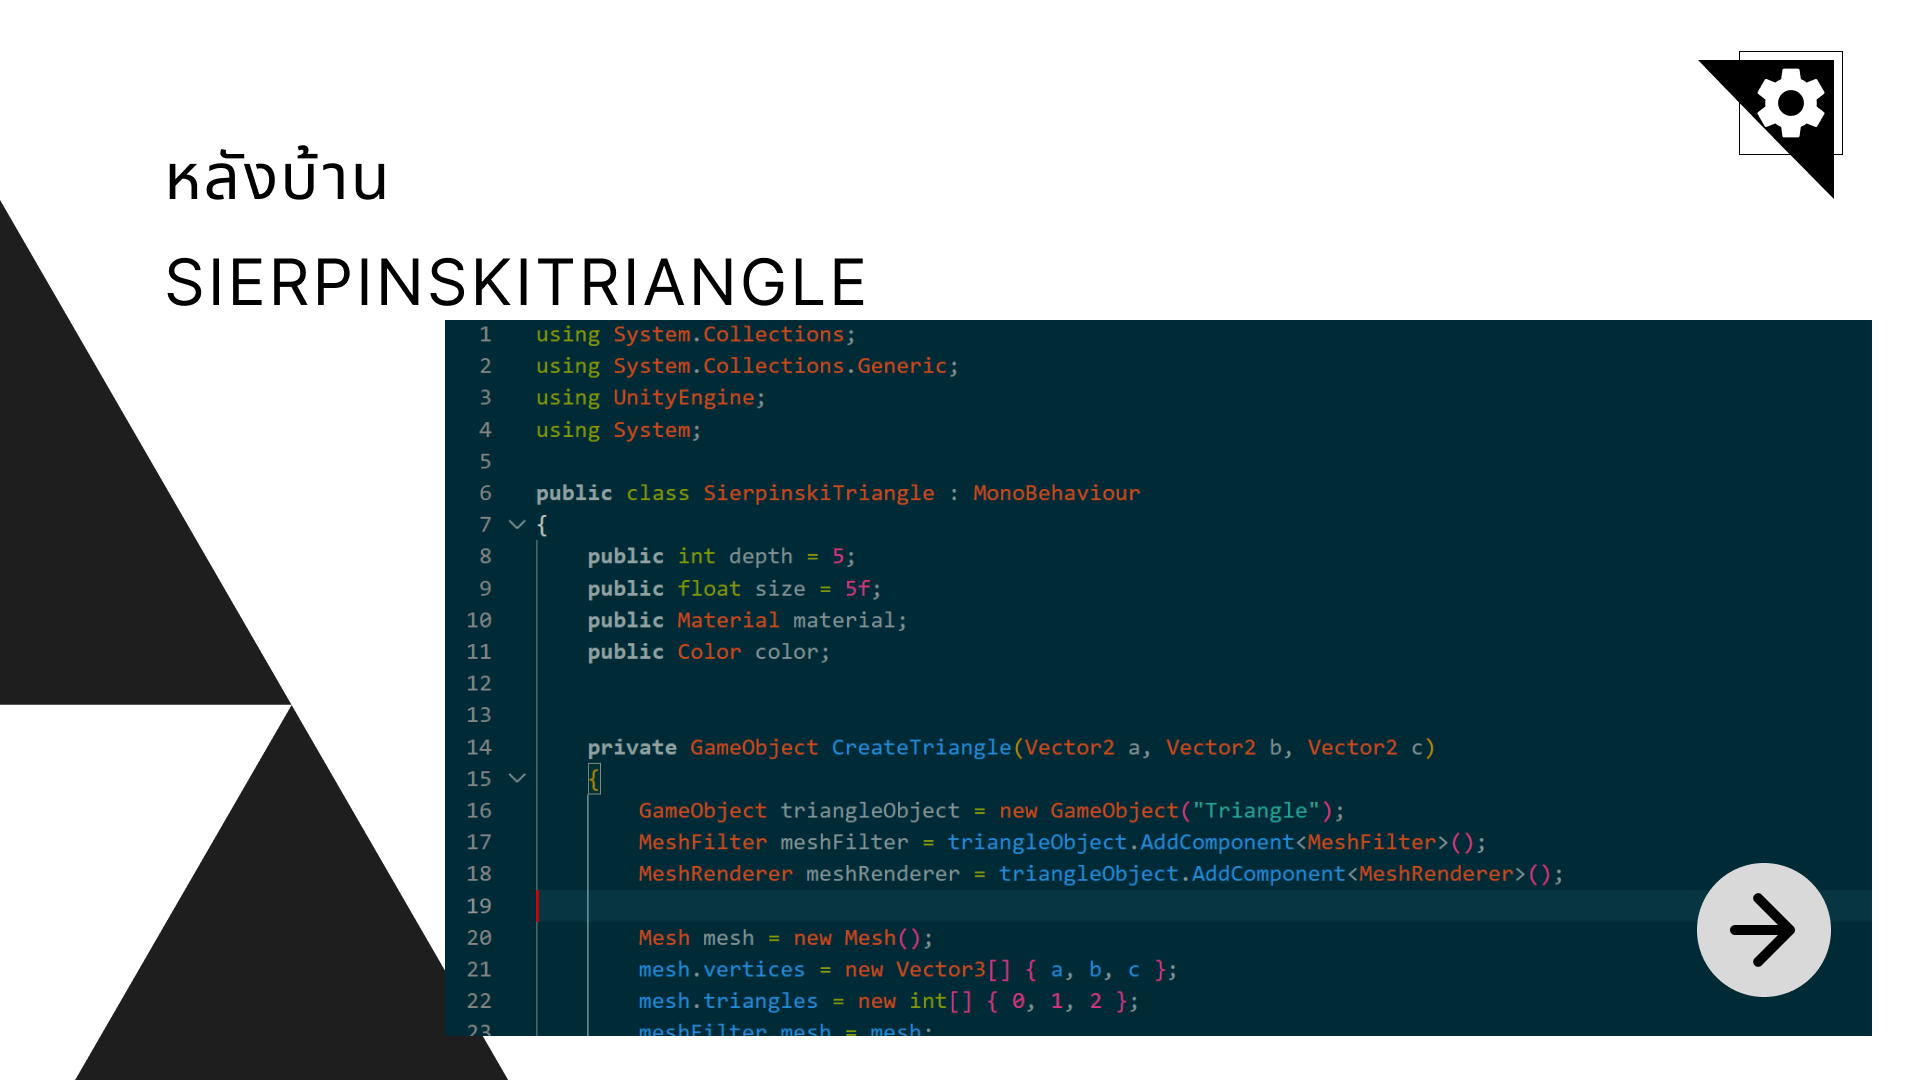 หลังบ้าน
SIERPINSKITRIANGLE
1 using System.Collections;
2 using System.Collections.Generic;
3 using UnityEngine;
4 using System;
5
6 public class SierpinskiTriangle : MonoBehaviour
7 {
8 public int depth = 5;
9 public float size = 5f;
10 public Material material;
11 public Color color;
12
13
14 private GameObject CreateTriangle(Vector2 a, Vector2 b, Vector2 c)
15 {
16 GameObject triangleObject = new GameObject("Triangle");
17 MeshFilter meshFilter = triangleObject.AddComponent<MeshFilter>();
18 MeshRenderer meshRenderer = triangleObject.AddComponent<MeshRenderer>();
19
20 Mesh mesh = new Mesh();
21 mesh.vertices = new Vector3[] { a, b, c };
22 mesh.triangles = new int[] { 0, 1, 2 };
23 meshFilter.mesh = mesh;